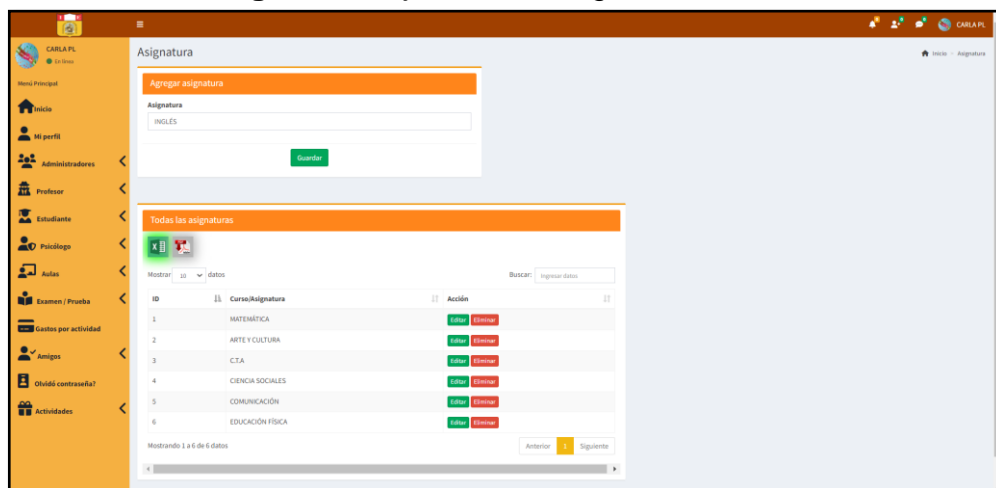 CARLA P.L
CARLA P.L
En línea
Asignatura
Inicio > Asignatura
Menú Principal
Inicio
Mi perfil
Administradores
Profesor
Estudiante
Psicólogo
Aulas
Examen / Prueba
Gastos por actividad
Amigos
Olvidó contraseña?
Actividades
Agregar asignatura
Asignatura
INGLÉS
Guardar
Todas las asignaturas
Mostrar 10 datos
Buscar: Ingresar datos
ID Curso/Asignatura Acción
1 MATEMÁTICA Editar Eliminar
2 ARTE Y CULTURA Editar Eliminar
3 C.T.A Editar Eliminar
4 CIENCIA SOCIALES Editar Eliminar
5 COMUNICACIÓN Editar Eliminar
6 EDUCACIÓN FÍSICA Editar Eliminar
Mostrando 1 a 6 de 6 datos
Anterior 1 Siguiente